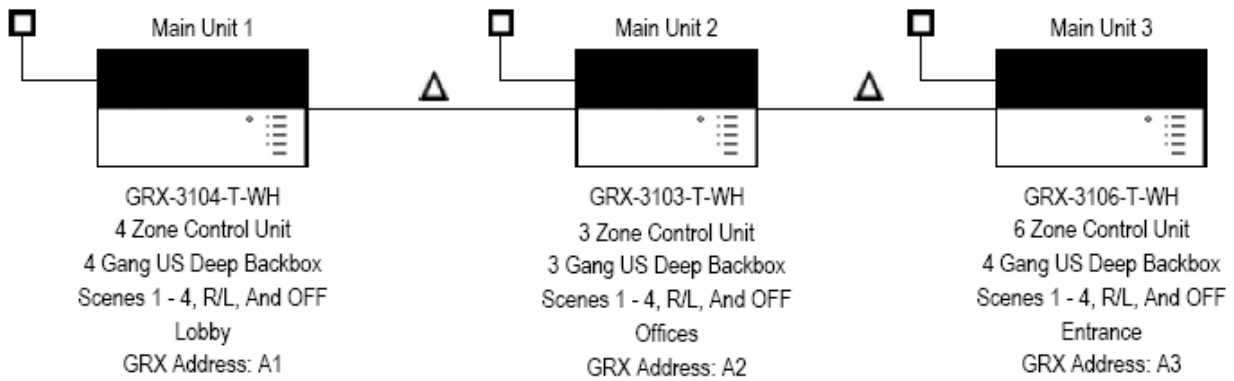 Main Unit 1
GRX-3104-T-WH
4 Zone Control Unit
4 Gang US Deep Backbox
Scenes 1 - 4, R/L, And OFF
Lobby
GRX Address: A1
Main Unit 2
GRX-3103-T-WH
3 Zone Control Unit
3 Gang US Deep Backbox
Scenes 1 - 4, R/L, And OFF
Offices
GRX Address: A2
Main Unit 3
GRX-3106-T-WH
6 Zone Control Unit
4 Gang US Deep Backbox
Scenes 1 - 4, R/L, And OFF
Entrance
GRX Address: A3